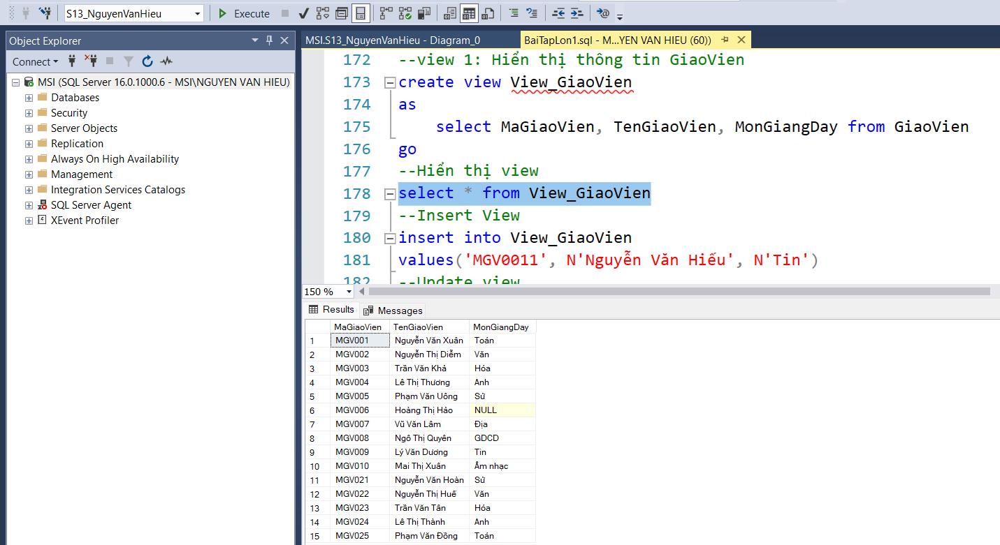 S13_NguyenVanHieu
Execute
Object Explorer
Connect
MSI (SQL Server 16.0.1000.6 - MSI\NGUYEN VAN HIEU)
Databases
Security
Server Objects
Replication
Always On High Availability
Management
Integration Services Catalogs
SQL Server Agent
XEvent Profiler
MSI.S13_NguyenVanHieu - Diagram_0
BaiTapLon1.sql - M...YEN VAN HIEU (60))
172 --view 1: Hiển thị thông tin GiaoVien
173 create view View_GiaoVien
174 as
175 select MaGiaoVien, TenGiaoVien, MonGiangDay from GiaoVien
176 go
177 --Hiển thị view
178 select * from View_GiaoVien
179 --Insert View
180 insert into View_GiaoVien
181 values('MGV0011', N'Nguyễn Văn Hiếu', N'Tin')
182 --Update view
150 %
Results Messages
MaGiaoVien TenGiaoVien MonGiangDay
1 MGV001 Nguyễn Văn Xuân Toán
2 MGV002 Nguyễn Thị Diễm Văn
3 MGV003 Trần Văn Khả Hóa
4 MGV004 Lê Thị Thương Anh
5 MGV005 Phạm Văn Uông Sử
6 MGV006 Hoàng Thị Hảo NULL
7 MGV007 Vũ Văn Lâm Địa
8 MGV008 Ngô Thị Quyên GDCD
9 MGV009 Lý Văn Dương Tin
10 MGV010 Mai Thị Xuân Âm nhạc
11 MGV021 Nguyễn Văn Hoàn Sử
12 MGV022 Nguyễn Thị Huế Văn
13 MGV023 Trần Văn Tân Hóa
14 MGV024 Lê Thị Thành Anh
15 MGV025 Phạm Văn Đồng Toán